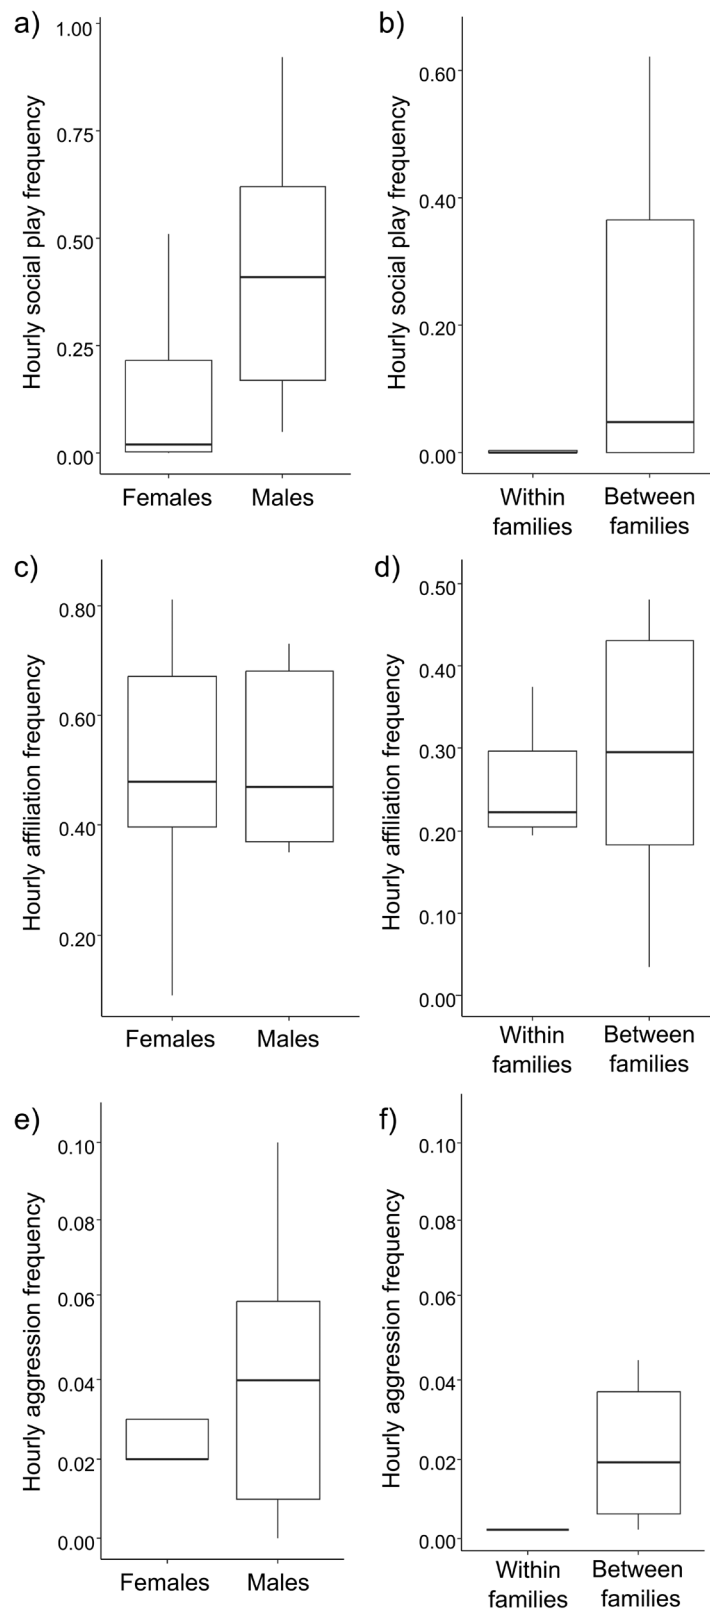 a)
Hourly social play frequency
1.00
0.75
0.50
0.25
0.00
Females
Males
b)
Hourly social play frequency
0.60
0.40
0.20
0.00
Within
families
Between
families
c)
Hourly affiliation frequency
0.80
0.60
0.40
0.20
Females
Males
d)
Hourly affiliation frequency
0.50
0.40
0.30
0.20
0.10
0.00
Within
families
Between
families
e)
Hourly aggression frequency
0.10
0.08
0.06
0.04
0.02
0.00
Females
Males
f)
Hourly aggression frequency
0.10
0.08
0.06
0.04
0.02
0.00
Within
families
Between
families